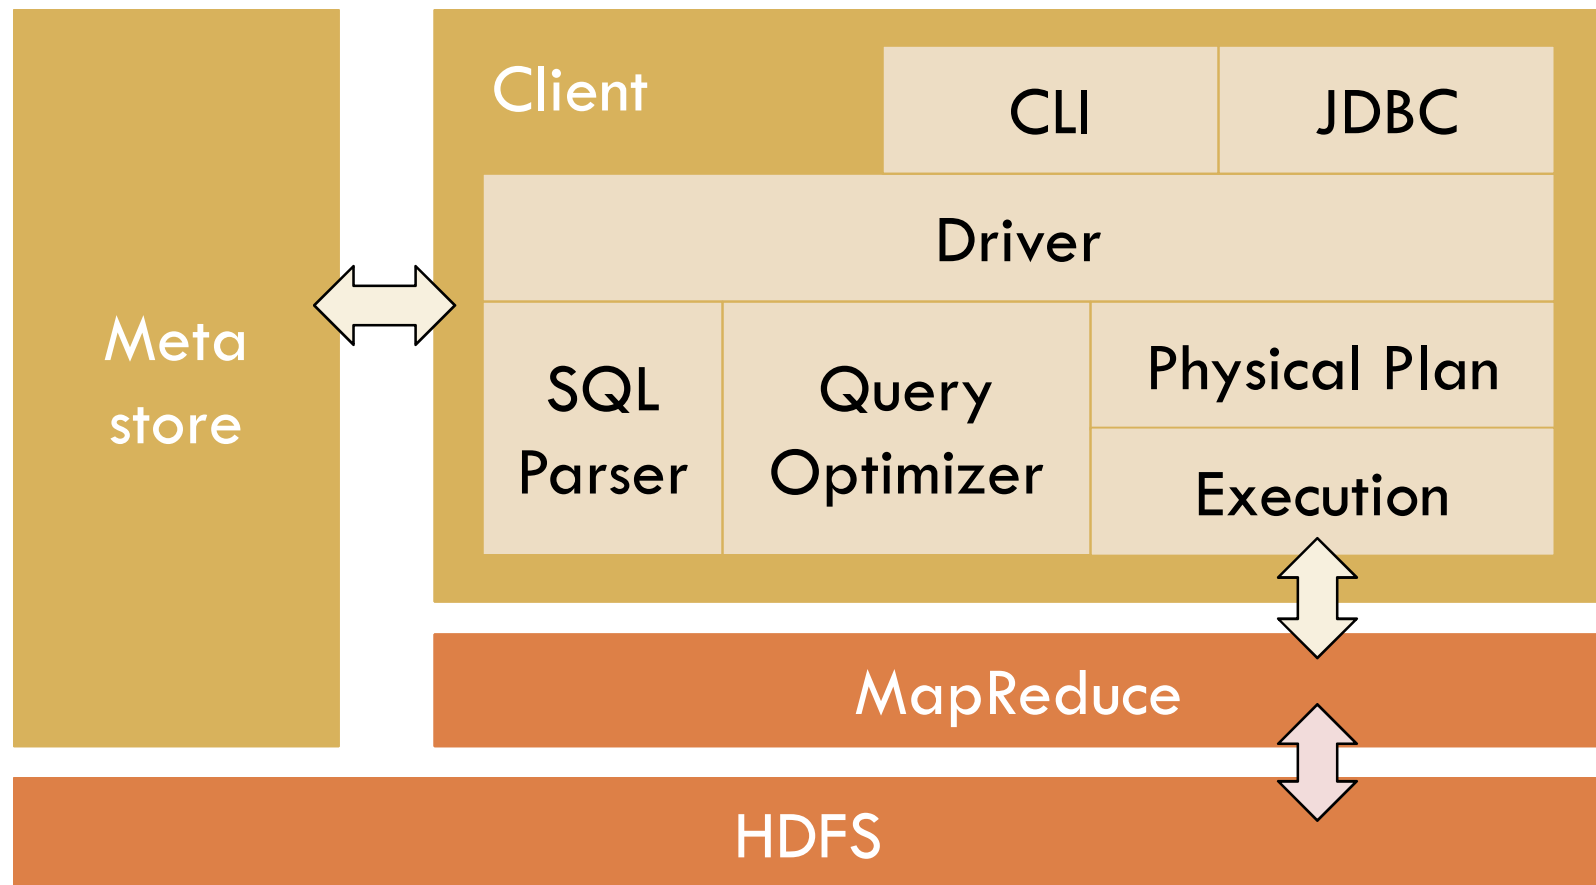 Client
CLI
JDBC
Driver
Meta
store
SQL
Parser
Query
Optimizer
Physical Plan
Execution
MapReduce
HDFS